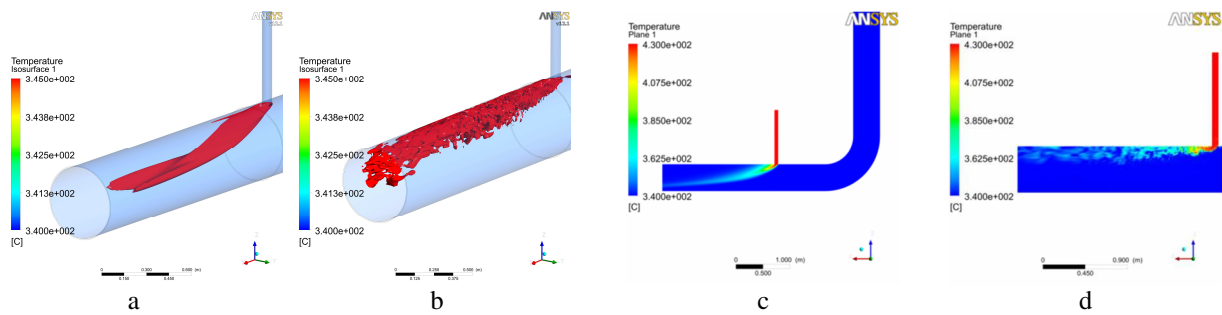 ANSYS
Temperature
Isosurface 1
3.450e+002
3.438e+002
3.425e+002
3.413e+002
3.400e+002
[C]
0 0.300 0.600 (m)
0.150 0.450
a
ANSYS
v13.1
Temperature
Isosurface 1
3.450e+002
3.438e+002
3.425e+002
3.413e+002
3.400e+002
[C]
0 0.250 0.500 (m)
0.125 0.375
b
ANSYS
Temperature
Plane 1
4.300e+002
4.075e+002
3.850e+002
3.625e+002
3.400e+002
[C]
0 1.000 (m)
0.500
c
ANSYS
Temperature
Plane 1
4.300e+002
4.075e+002
3.850e+002
3.625e+002
3.400e+002
[C]
0 0.900 (m)
0.450
d